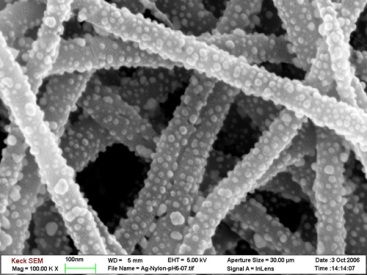 Keck SEM 100nm WD = 5 mm EHT = 5.00 kV Aperture Size = 30.00 µm Date :3 Oct 2006
Mag = 100.00 K X File Name = Ag-Nylon-pH6-07.tif Signal A = InLens Time :14:14:07